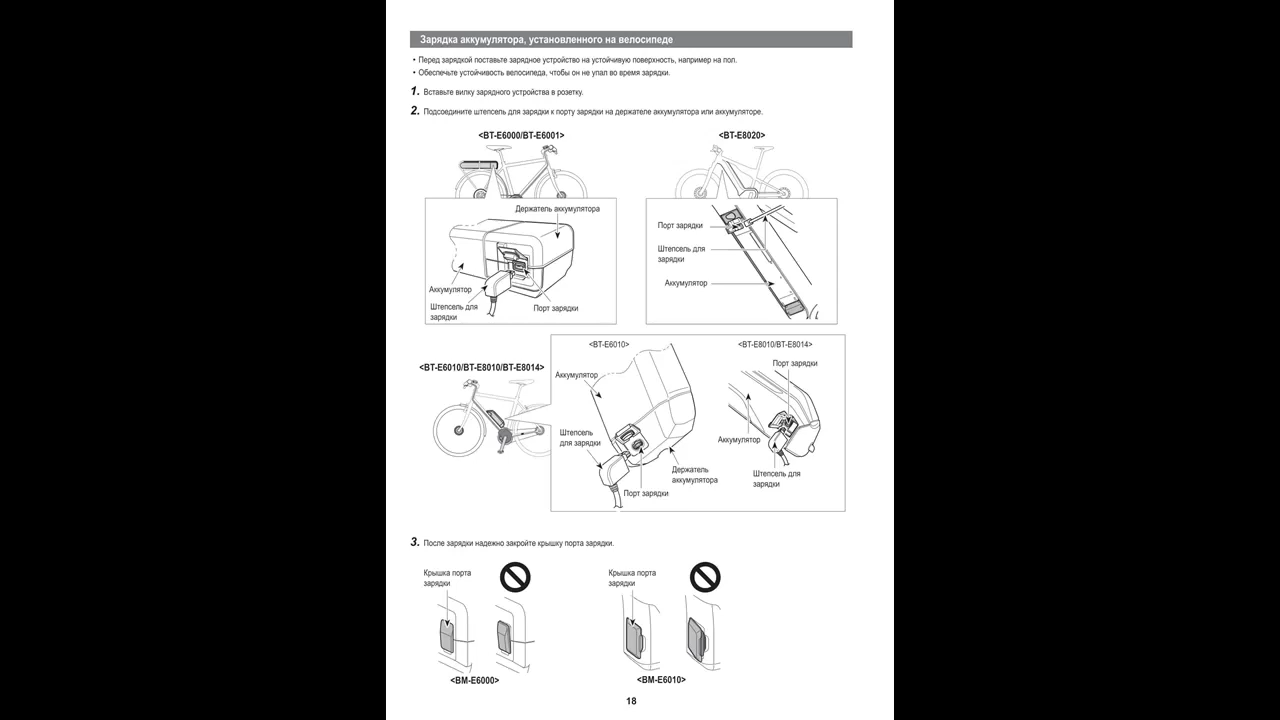 Зарядка аккумулятора, установленного на велосипеде
• Перед зарядкой поставьте зарядное устройство на устойчивую поверхность, например на пол.
• Обеспечьте устойчивость велосипеда, чтобы он не упал во время зарядки.
1. Вставьте вилку зарядного устройства в розетку.
2. Подсоедините штепсель для зарядки к порту зарядки на держателе аккумулятора или аккумуляторе.
<BT-E6000/BT-E6001>
Держатель аккумулятора
Аккумулятор
Штепсель для
зарядки
Порт зарядки
<BT-E8020>
Порт зарядки
Штепсель для
зарядки
Аккумулятор
<BT-E6010/BT-E8010/BT-E8014>
<BT-E6010>
Аккумулятор
Штепсель
для зарядки
Держатель
аккумулятора
Порт зарядки
<BT-E8010/BT-E8014>
Порт зарядки
Аккумулятор
Штепсель для
зарядки
3. После зарядки надежно закройте крышку порта зарядки.
Крышка порта
зарядки
<BM-E6000>
Крышка порта
зарядки
<BM-E6010>
18